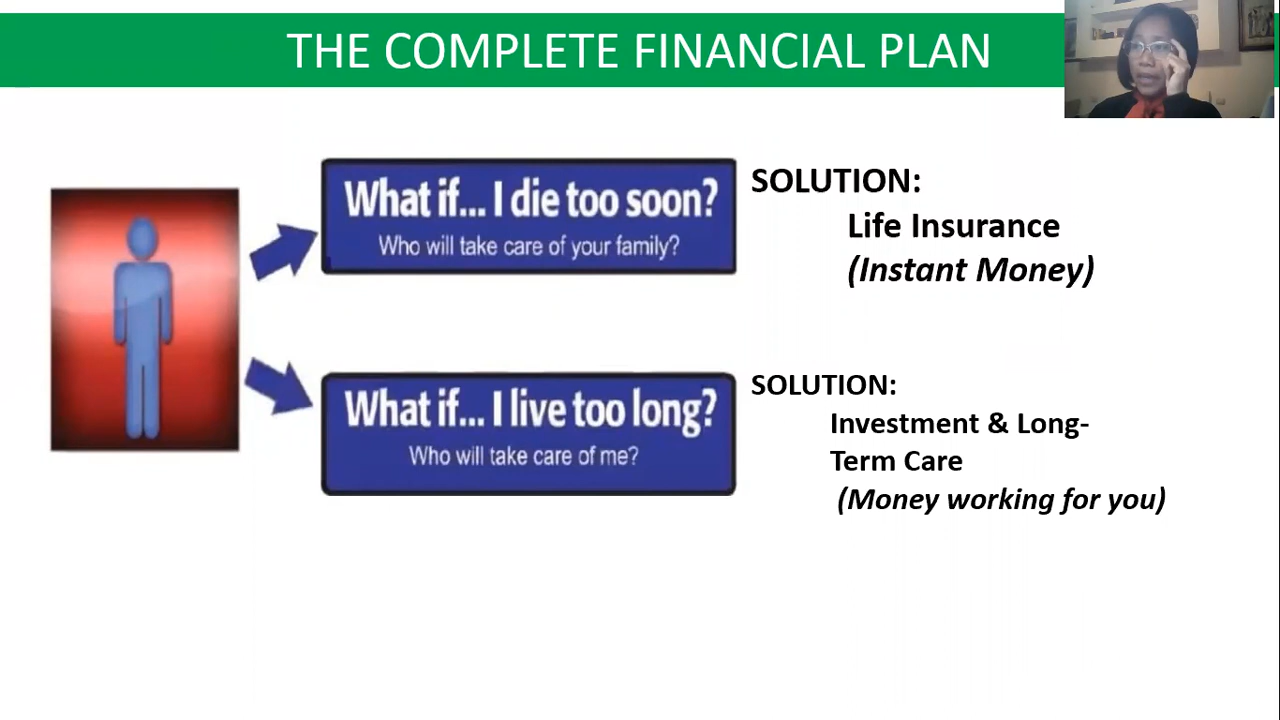 THE COMPLETE FINANCIAL PLAN
What if... I die too soon?
Who will take care of your family?
SOLUTION:
Life Insurance
(Instant Money)
What if... I live too long?
Who will take care of me?
SOLUTION:
Investment & Long-
Term Care
(Money working for you)